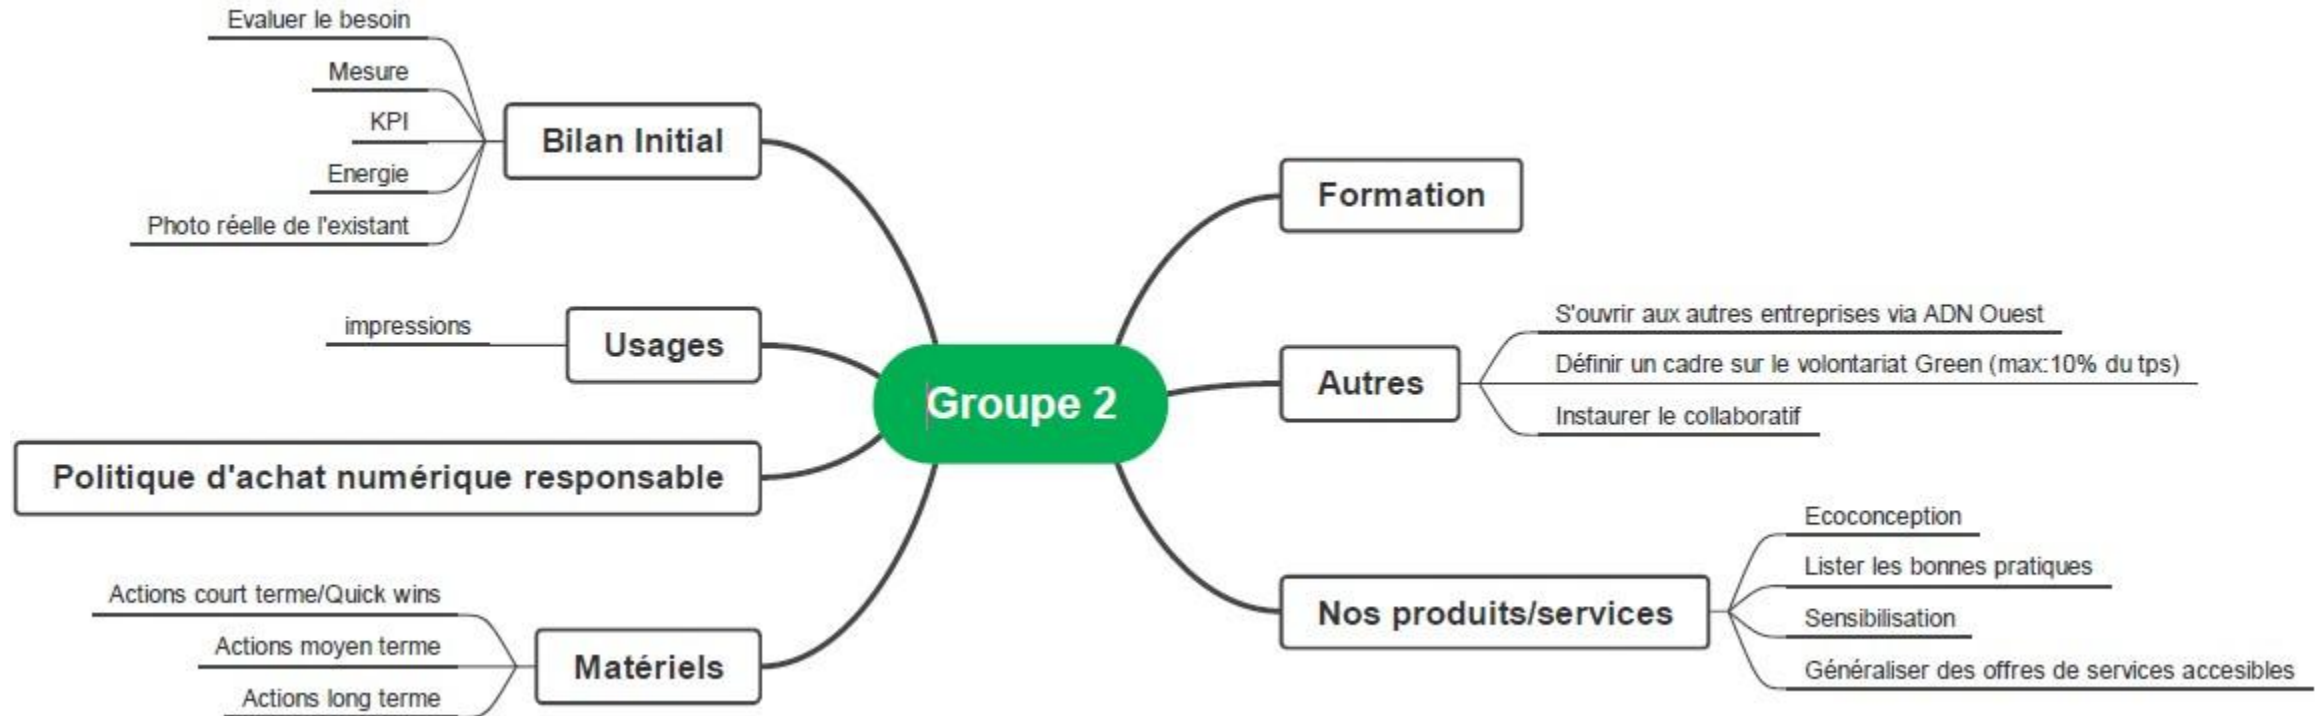 Evaluer le besoin
Mesure
KPI
Energie
Photo réelle de l'existant
Bilan Initial
impressions
Usages
Politique d'achat numérique responsable
Actions court terme/Quick wins
Actions moyen terme
Actions long terme
Matériels
Groupe 2
Formation
Autres
S'ouvrir aux autres entreprises via ADN Ouest
Définir un cadre sur le volontariat Green (max:10% du tps)
Instaurer le collaboratif
Nos produits/services
Ecoconception
Lister les bonnes pratiques
Sensibilisation
Généraliser des offres de services accesibles